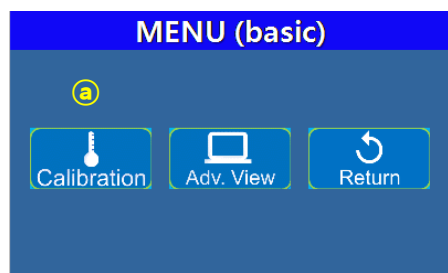 MENU (basic)
ⓐ
Calibration
Adv. View
Return